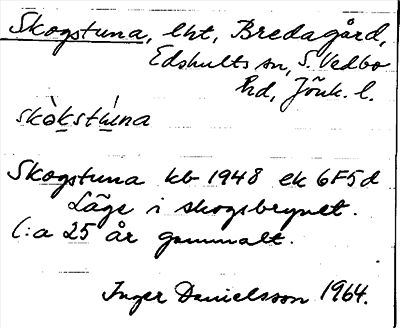 Skogstuna, lht, Bredagård,
Edshults sn, S. Vedbo
hd, Jönk. l.
skòkstùna
Skogstuna kb 1948 ek 6F5d
Läge i skogsbrynet.
C:a 25 år gammalt.
Inger Danielsson 1964.